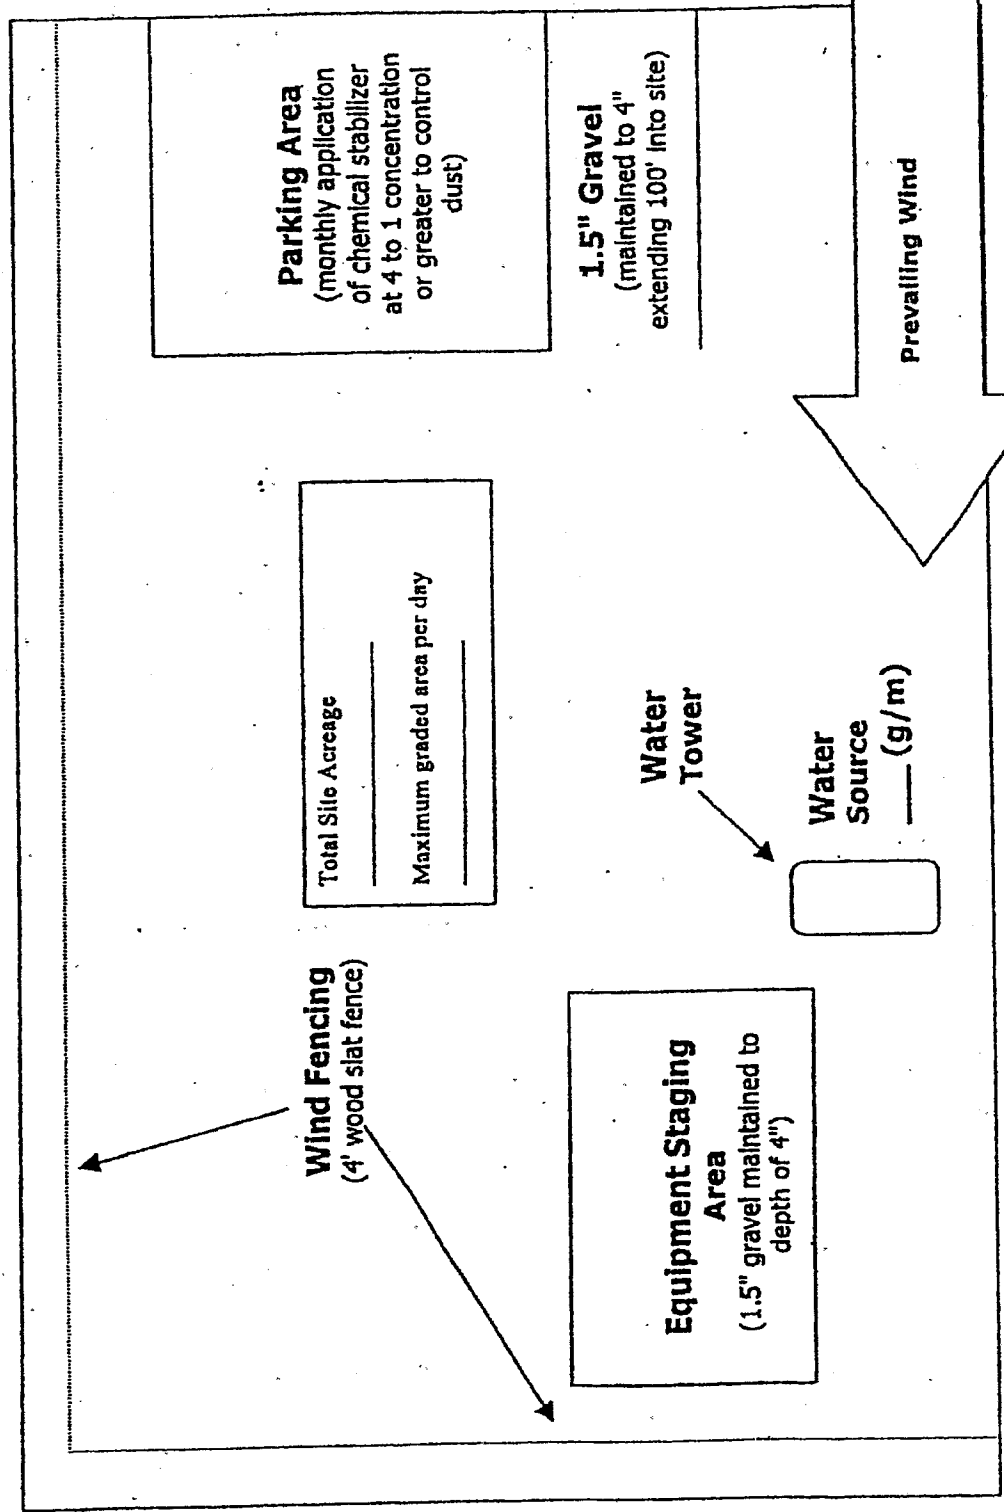 Parking Area
(monthly application
of chemical stabilizer
at 4 to 1 concentration
or greater to control
dust)
1.5" Gravel
(maintained to 4"
extending 100' into site)
Prevailing Wind
Total Site Acreage
Maximum graded area per day
Water
Tower
Water
Source
___ (g/m)
Wind Fencing
(4' wood slat fence)
Equipment Staging
Area
(1.5" gravel maintained to
depth of 4")